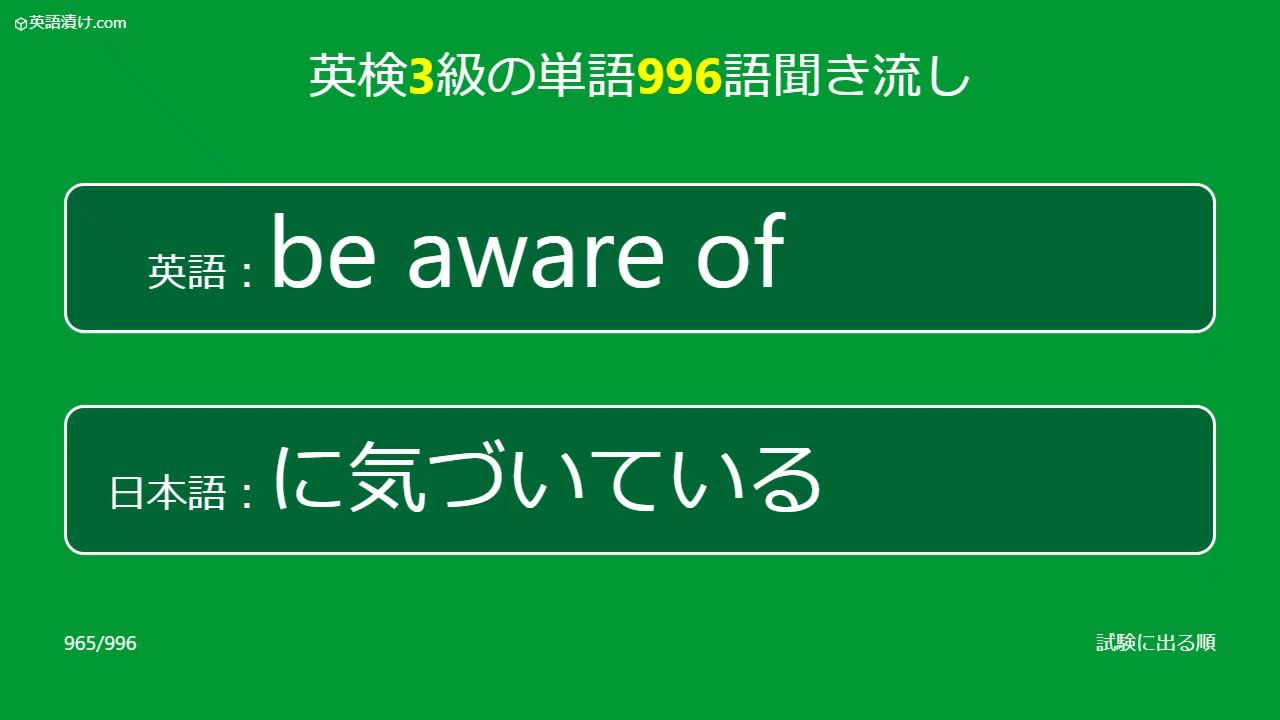 英語漬け.com
英検3級の単語996語聞き流し
英語：be aware of
日本語：に気づいている
965/996
試験に出る順